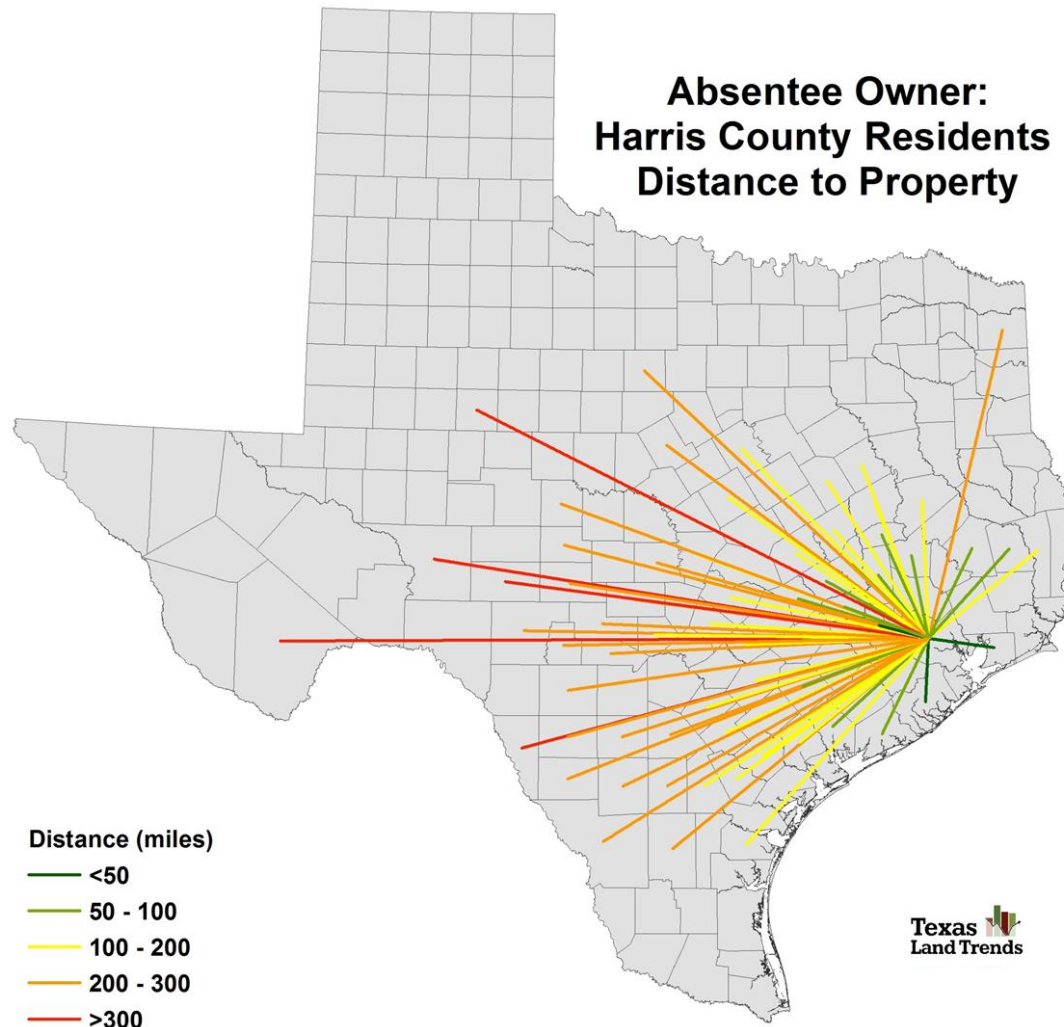 Absentee Owner:
Harris County Residents
Distance to Property
Distance (miles)
<50
50 - 100
100 - 200
200 - 300
>300
Texas
Land Trends